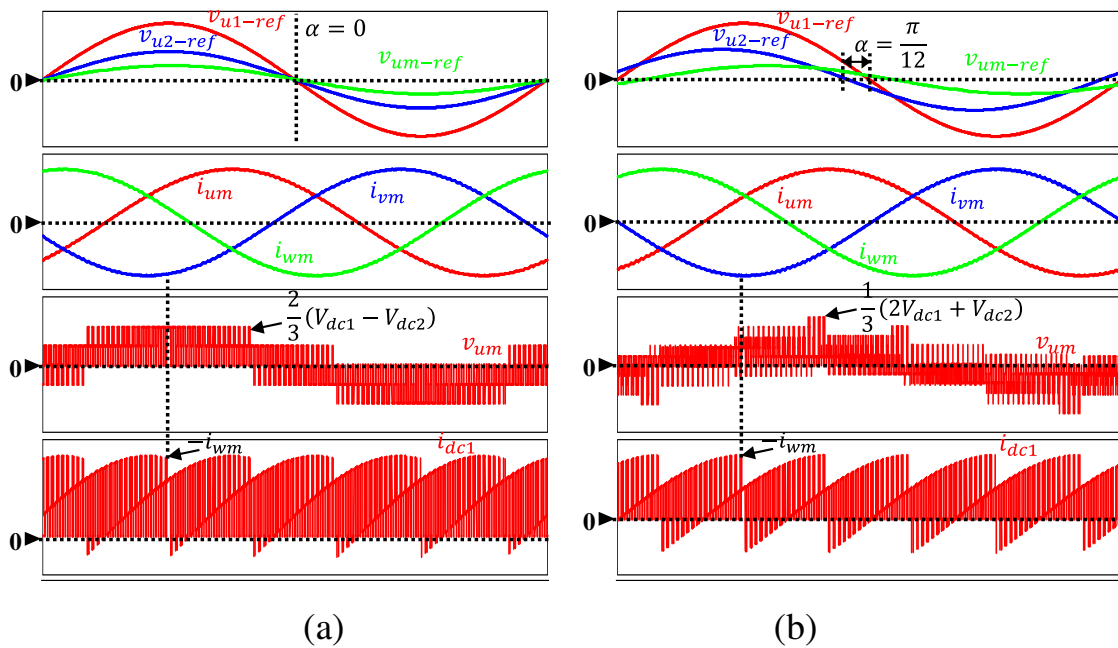 v_{u1-ref}
α = 0
v_{u2-ref}
v_{um-ref}
0
i_{um}
i_{vm}
0
i_{wm}
\frac{2}{3}(V_{dc1} − V_{dc2})
v_{um}
0
−i_{wm}
i_{dc1}
0
(a)
v_{u1-ref}
v_{u2-ref}
α = \frac{π}{12}
v_{um-ref}
0
i_{um}
i_{vm}
0
i_{wm}
\frac{1}{3}(2V_{dc1} + V_{dc2})
v_{um}
0
−i_{wm}
i_{dc1}
0
(b)